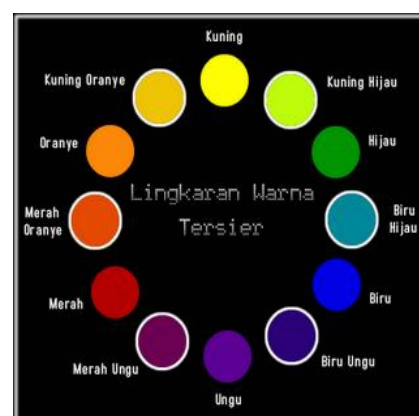 Kuning
Kuning Oranye
Kuning Hijau
Oranye
Hijau
Lingkaran Warna
Tersier
Merah
Oranye
Biru
Hijau
Merah
Biru
Merah Ungu
Biru Ungu
Ungu